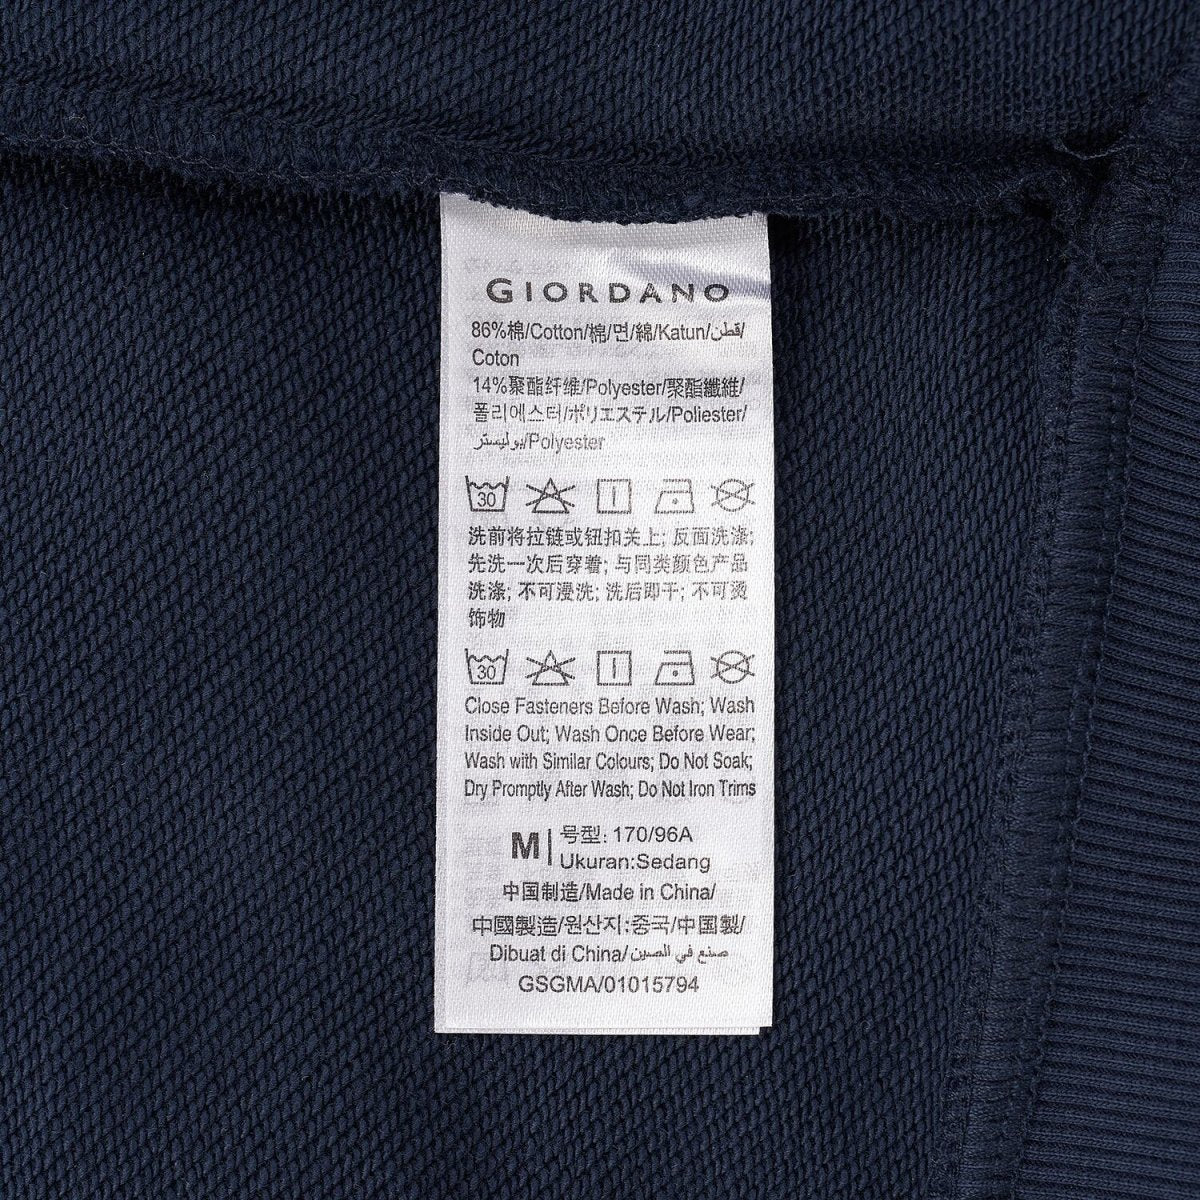 GIORDANO
86%棉/Cotton/棉/면/綿/Katun/قطن/
Coton
14%聚酯纤维/Polyester/聚酯纖維/
폴리에스터/ポリエステル/Poliester/
بوليستر/Polyester
30
洗前将拉链或钮扣关上; 反面洗涤;
先洗一次后穿着; 与同类颜色产品
洗涤; 不可浸洗; 洗后即干; 不可烫
饰物
30
Close Fasteners Before Wash; Wash
Inside Out; Wash Once Before Wear;
Wash with Similar Colours; Do Not Soak;
Dry Promptly After Wash; Do Not Iron Trims
M 号型: 170/96A
Ukuran:Sedang
中国制造/Made in China/
中國製造/원산지:중국/中国製/
Dibuat di China/صنع في الصين
GSGMA/01015794